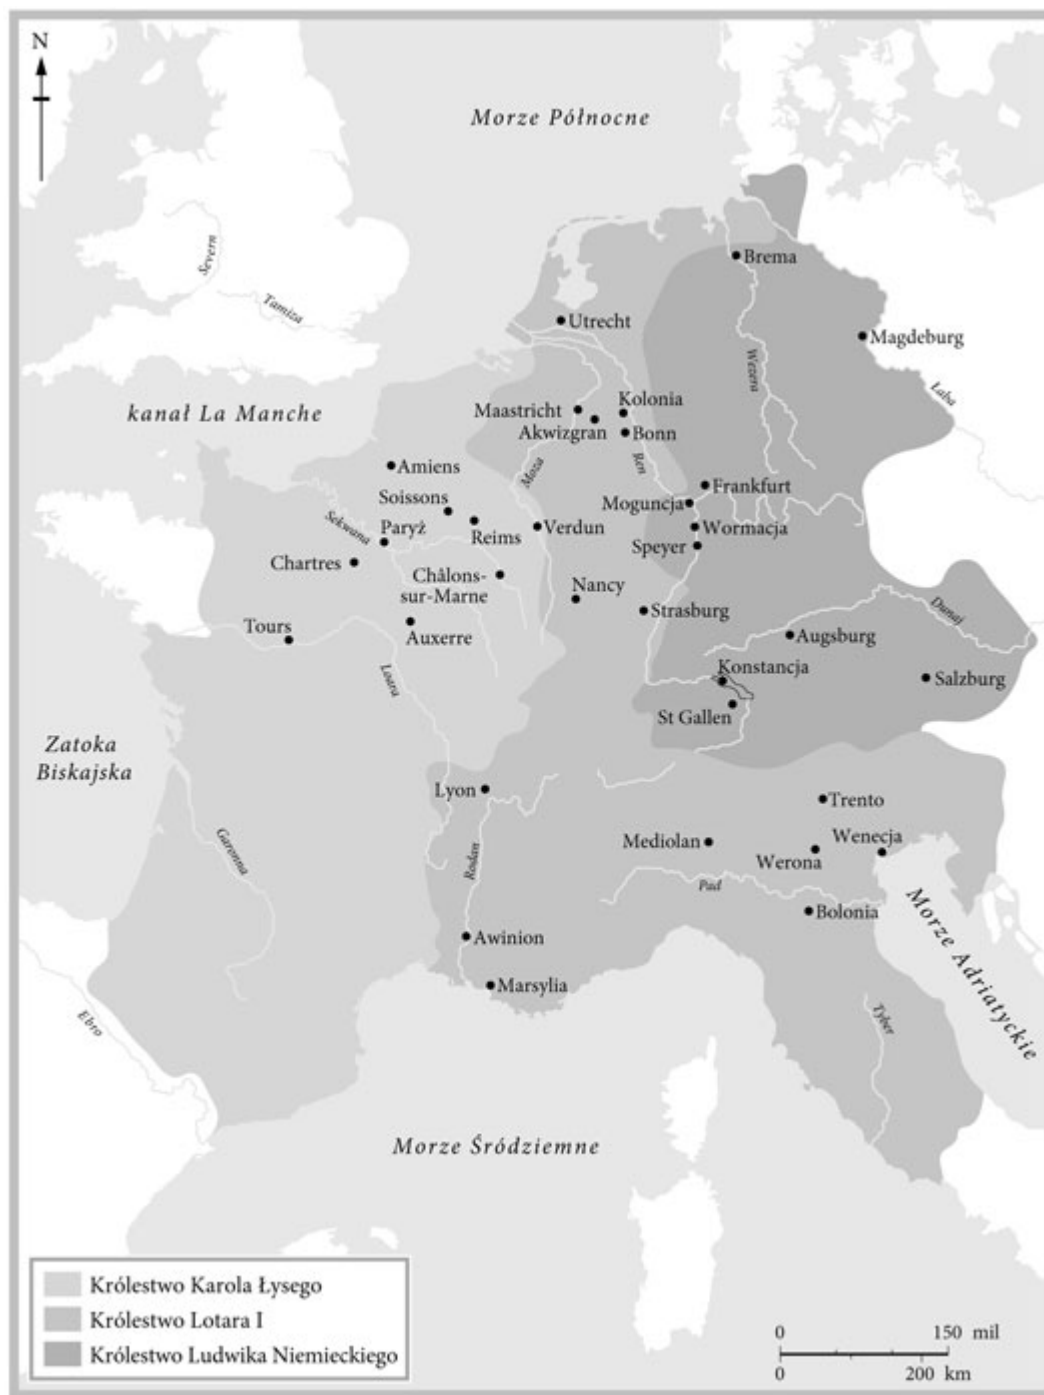 N
Morze Północne
Severn
Tamiza
Brema
Utrecht
Magdeburg
Wezera
Łaba
kanał La Manche
Maastricht
Kolonia
Akwizgran
Bonn
Ren
Moza
Amiens
Soissons
Frankfurt
Moguncja
Sekwana
Paryż
Reims
Verdun
Wormacja
Speyer
Chartres
Châlons-
sur-Marne
Nancy
Strasburg
Dunaj
Tours
Auxerre
Augsburg
Loara
Konstancja
Salzburg
St Gallen
Zatoka
Biskajska
Lyon
Trento
Garonna
Rodan
Mediolan
Werona
Wenecja
Pad
Bolonia
Morze Adriatyckie
Awinion
Marsylia
Ebro
Tyber
Morze Śródziemne
Królestwo Karola Łysego
Królestwo Lotara I
Królestwo Ludwika Niemieckiego
0 150 mil
0 200 km